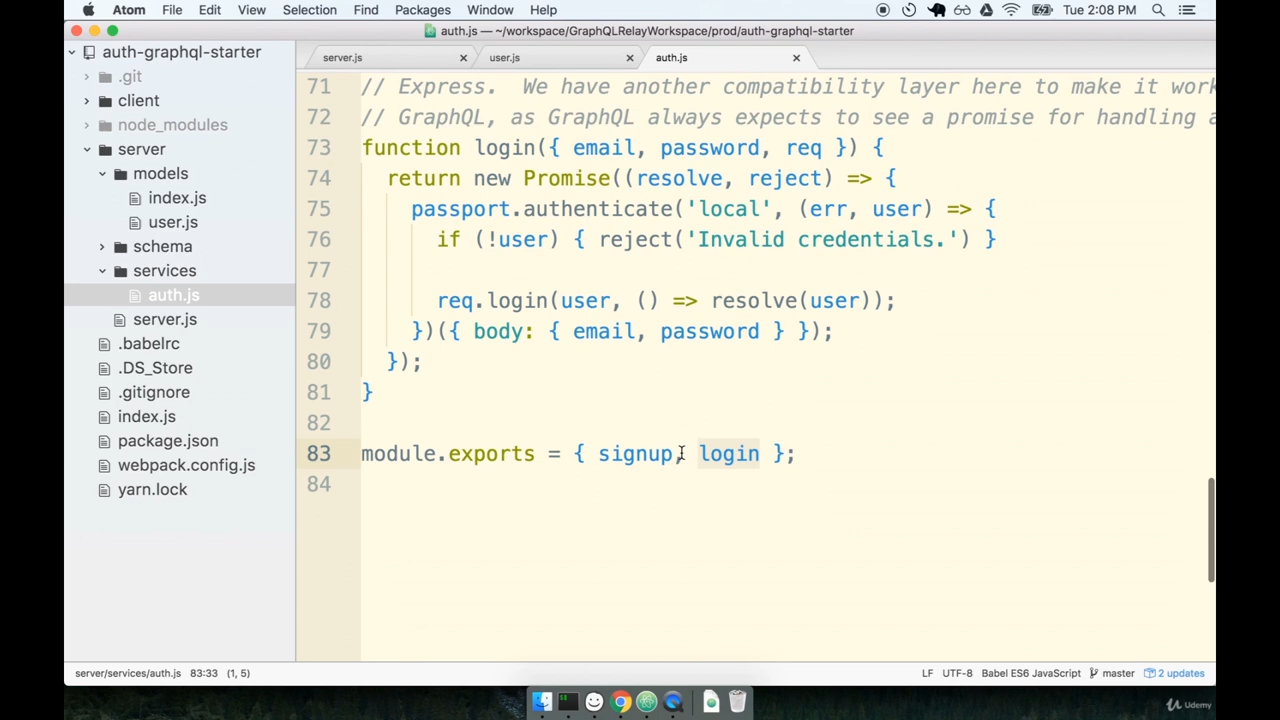 Atom File Edit View Selection Find Packages Window Help Tue 2:08 PM
auth.js — ~/workspace/GraphQLRelayWorkspace/prod/auth-graphql-starter
auth-graphql-starter
.git
client
node_modules
server
models
index.js
user.js
schema
services
auth.js
server.js
.babelrc
.DS_Store
.gitignore
index.js
package.json
webpack.config.js
yarn.lock
server.js user.js auth.js
71 // Express. We have another compatibility layer here to make it work
72 // GraphQL, as GraphQL always expects to see a promise for handling a
73 function login({ email, password, req }) {
74 return new Promise((resolve, reject) => {
75 passport.authenticate('local', (err, user) => {
76 if (!user) { reject('Invalid credentials.') }
77
78 req.login(user, () => resolve(user));
79 })({ body: { email, password } });
80 });
81 }
82
83 module.exports = { signup, login };
84
server/services/auth.js 83:33 (1, 5) LF UTF-8 Babel ES6 JavaScript master 2 updates
Udemy